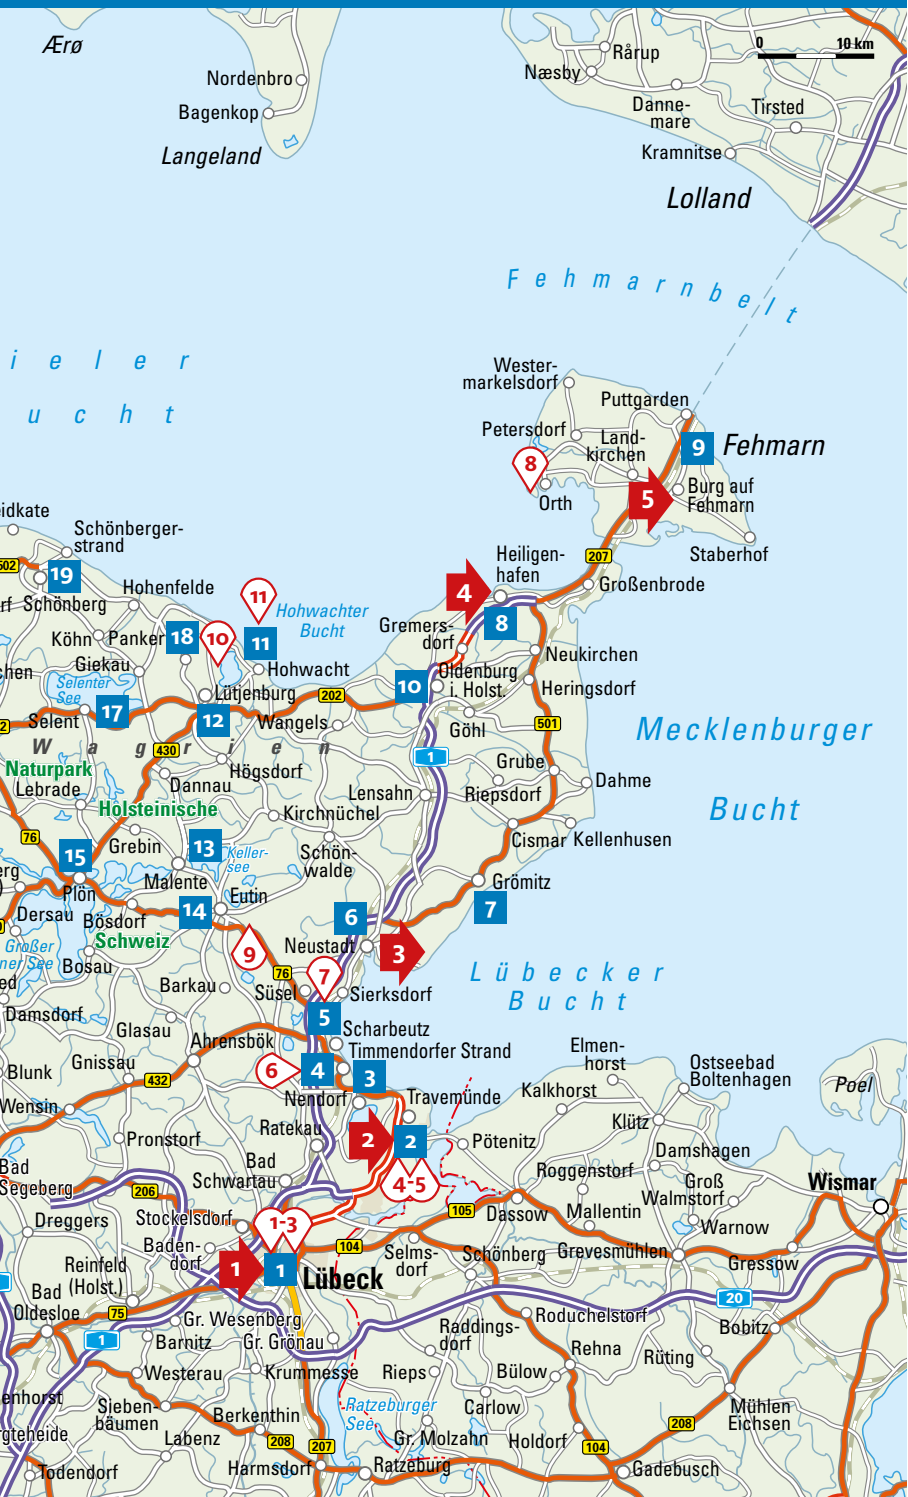 Ærø
0 10 km
Rårup
Næsby
Nordenbro
Danne-
mare
Tirsted
Bagenkop
Kramnitse
Langeland
Lolland
Fehmarnbelt
ieler
ucht
Wester-
markelsdorf
Puttgarden
Petersdorf
Land-
kirchen
9
Fehmarn
8
Burg auf
Fehmarn
5
Orth
eidkate
Schönberger-
strand
Staberhof
207
Heiligen-
hafen
502
19
Großenbrode
4
Hohenfelde
11
rf
Schönberg
Hohwachter
Bucht
8
Gremers-
dorf
Köhn
Panker
18
10
11
Neukirchen
chen
Giekau
Hohwacht
Oldenburg
i. Holst.
10
Selenter
See
Heringsdorf
Lütjenburg
202
17
12
Selent
2
Wangels
Göhl
501
Mecklenburger
Bucht
Wagrien
430
1
Naturpark
Högsdorf
Grube
Lebrade
Dannau
Dahme
Lensahn
Riepsdorf
Holsteinische
Kirchnüchel
76
Cismar
Kellenhusen
Grebin
13
Keller-
see
Schön-
walde
15
erg
)
Malente
Grömitz
Plön
Eutin
14
7
Dersau
Bösdorf
6
Schweiz
Großer
ner See
Neustadt
3
9
Bosau
76
7
Lübecker
Bucht
ed
Barkau
Süsel
Sierksdorf
Damsdorf
5
Glasau
Scharbeutz
Ahrensbök
Timmendorfer Strand
Elmen-
horst
Ostseebad
Boltenhagen
Gnissau
6
4
3
Blunk
432
Poel
Kalkhorst
Nendorf
Travemünde
Wensin
Klütz
Ratekau
2
2
Pronstorf
Pötenitz
Damshagen
Bad
Segeberg
Bad
Schwartau
4-5
Roggenstorf
Groß
Walmstorf
Wismar
206
105
Dassow
Mallentin
Dreggers
Stockelsdorf
1-3
Warnow
Baden-
dorf
104
Selms-
dorf
Schönberg
Grevesmühlen
Gressow
Reinfeld
(Holst.)
1
1
Lübeck
Bad
Oldesloe
75
20
Gr. Wesenberg
Roduchelstorf
1
Raddings-
dorf
Bobitz
Barnitz
Gr. Grönau
Rehna
Rüting
Westerau
Krummesse
Rieps
Bülow
enhorst
Sieben-
bäumen
Berkenthin
Ratzeburger
See
Carlow
Mühlen
Eichsen
rgteheide
208
Labenz
208
207
Gr. Molzahn
Holdorf
104
Todendorf
Harmsdorf
Ratzeburg
Gadebusch